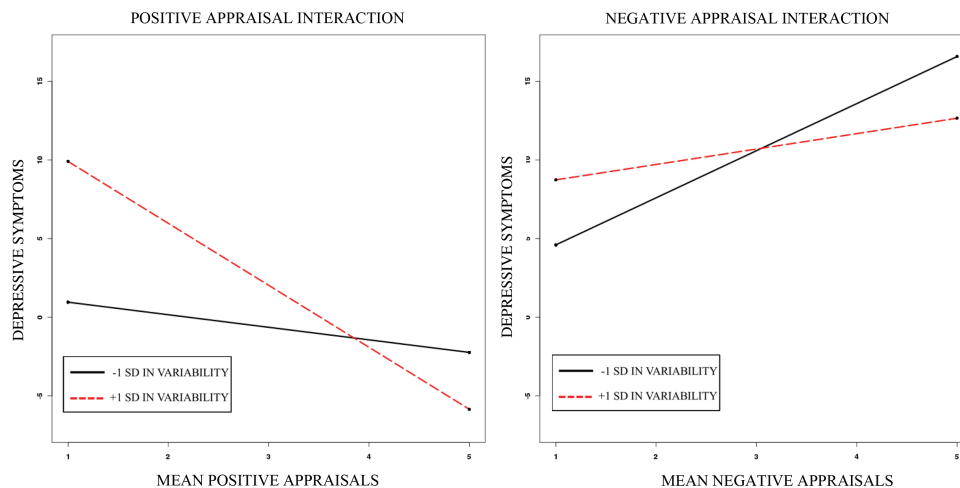 POSITIVE APPRAISAL INTERACTION
DEPRESSIVE SYMPTOMS
15
10
5
0
-5
-1 SD IN VARIABILITY
+1 SD IN VARIABILITY
1 2 3 4 5
MEAN POSITIVE APPRAISALS
NEGATIVE APPRAISAL INTERACTION
DEPRESSIVE SYMPTOMS
15
10
5
0
-5
-1 SD IN VARIABILITY
+1 SD IN VARIABILITY
1 2 3 4 5
MEAN NEGATIVE APPRAISALS